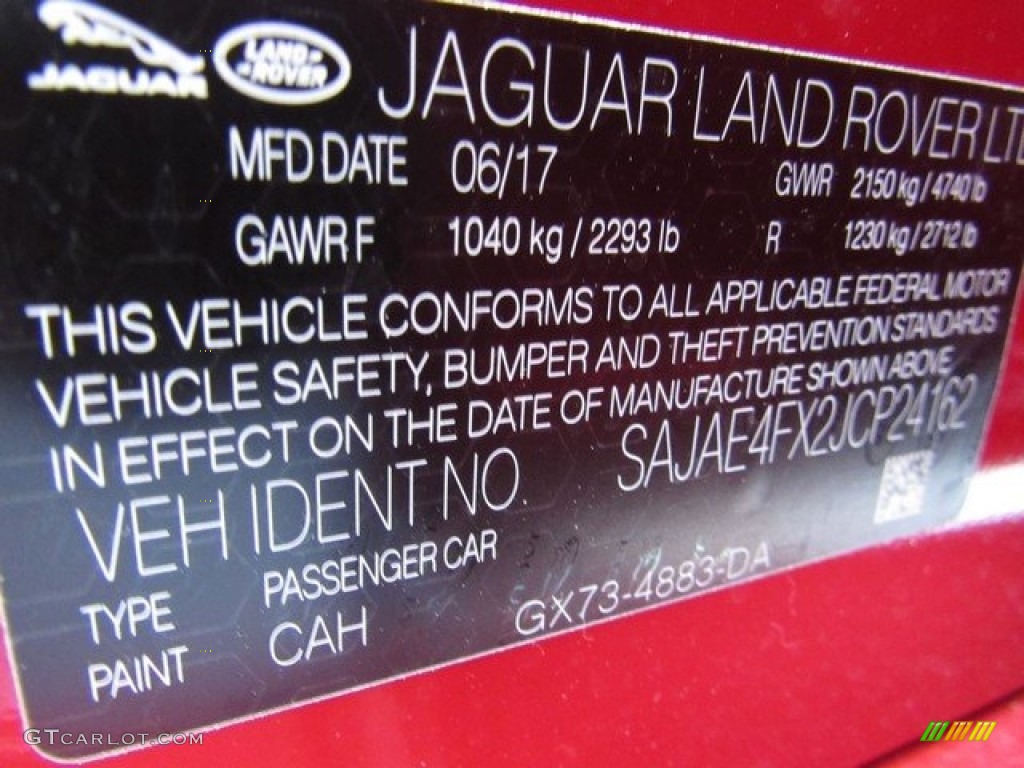 JAGUAR LAND ROVER JAGUAR LAND ROVER LTD
MFD DATE 06/17 GVWR 2150 kg / 4740 lb
GAWR F 1040 kg / 2293 lb R 1230 kg / 2712 lb
THIS VEHICLE CONFORMS TO ALL APPLICABLE FEDERAL MOTOR
VEHICLE SAFETY, BUMPER AND THEFT PREVENTION STANDARDS
IN EFFECT ON THE DATE OF MANUFACTURE SHOWN ABOVE
VEH IDENT NO. SAJAE4FX2JCP24162
TYPE PASSENGER CAR
PAINT CAH GX73-4883-DA
GTCARLOT.COM